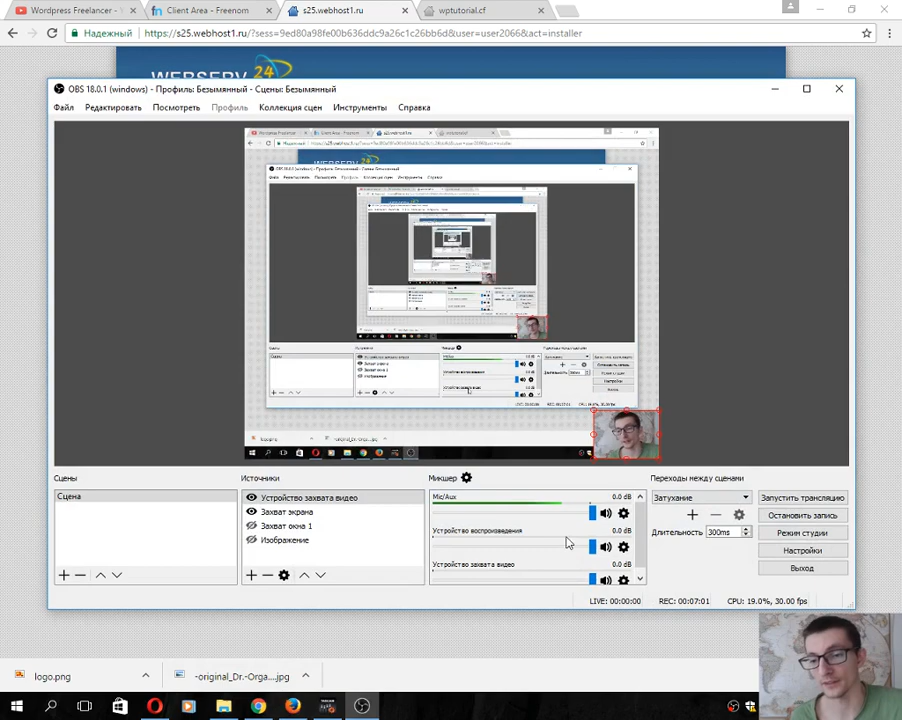 Wordpress Freelancer
Client Area – Freenom
s25.webhost1.ru
wptutorial.cf
Надежный
https://s25.webhost1.ru/?sess=9ed80a98fe00b636ddc9a26c1c26bb6d&user=user2066&act=installer
24
OBS 18.0.1 (windows) - Профиль: Безымянный - Сцены: Безымянный
Файл
Редактировать
Посмотреть
Профиль
Коллекция сцен
Инструменты
Справка
Сцены
Источники
Микшер
Переходы между сценами
Сцена
Устройство захвата видео
Захват экрана
Захват окна 1
Изображение
Mic/Aux
0.0 dB
Устройство воспроизведения
0.0 dB
Устройство захвата видео
0.0 dB
Затухание
Длительность
300ms
Запустить трансляцию
Остановить запись
Режим студии
Настройки
Выход
LIVE: 00:00:00
REC: 00:07:01
CPU: 19.0%, 30.00 fps
logo.png
-original_Dr.-Orga....jpg